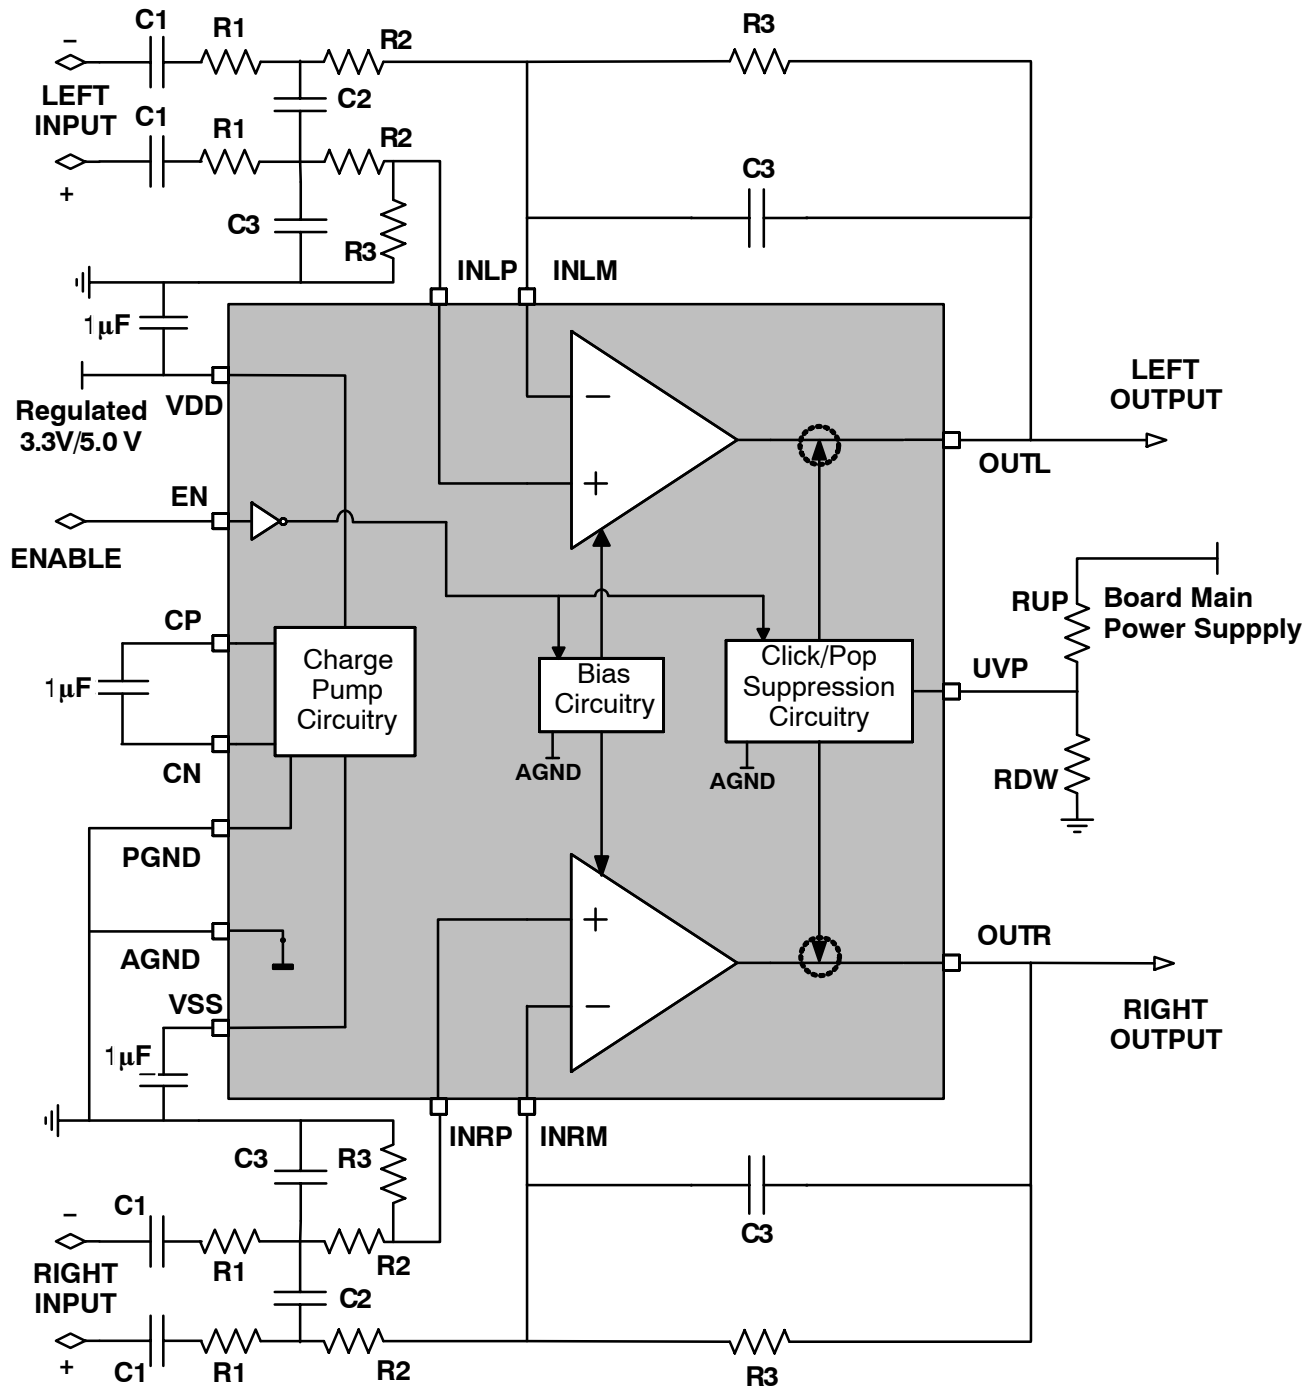 C1
R1
R2
R3
−
LEFT
INPUT
C2
C1
R1
R2
+
C3
C3
R3
INLP
INLM
1µF
VDD
Regulated
3.3V/5.0 V
−
+
LEFT
OUTPUT
OUTL
EN
ENABLE
CP
1µF
CN
Charge
Pump
Circuitry
Bias
Circuitry
AGND
Click/Pop
Suppression
Circuitry
AGND
UVP
RUP
Board Main
Power Suppply
RDW
PGND
AGND
VSS
1µF
+
−
OUTR
RIGHT
OUTPUT
INRP
INRM
C3
R3
C3
−
C1
R1
R2
RIGHT
INPUT
C2
+
C1
R1
R2
R3